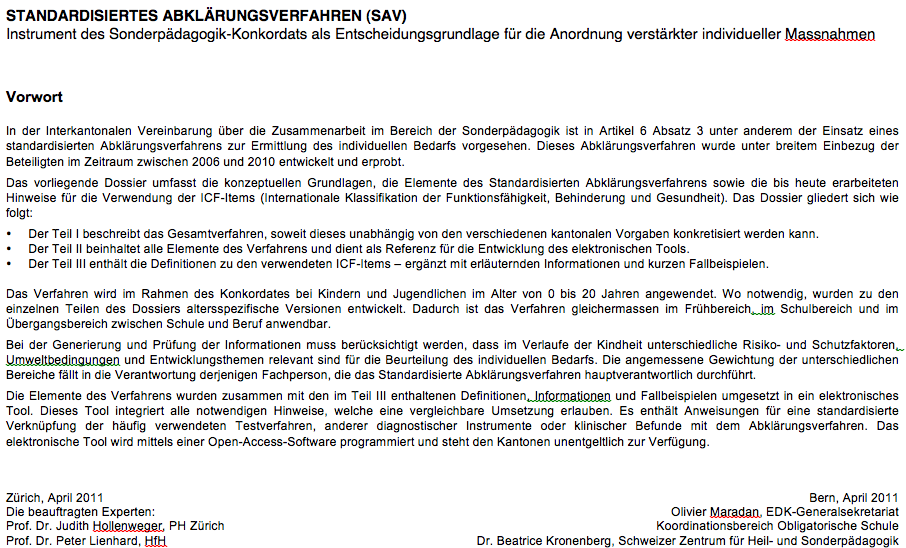 STANDARDISIERTES ABKLÄRUNGSVERFAHREN (SAV)
Instrument des Sonderpädagogik-Konkordats als Entscheidungsgrundlage für die Anordnung verstärkter individueller Massnahmen
Vorwort
In der Interkantonalen Vereinbarung über die Zusammenarbeit im Bereich der Sonderpädagogik ist in Artikel 6 Absatz 3 unter anderem der Einsatz eines
standardisierten Abklärungsverfahrens zur Ermittlung des individuellen Bedarfs vorgesehen. Dieses Abklärungsverfahren wurde unter breitem Einbezug der
Beteiligten im Zeitraum zwischen 2006 und 2010 entwickelt und erprobt.
Das vorliegende Dossier umfasst die konzeptuellen Grundlagen, die Elemente des Standardisierten Abklärungsverfahrens sowie die bis heute erarbeiteten
Hinweise für die Verwendung der ICF-Items (Internationale Klassifikation der Funktionsfähigkeit, Behinderung und Gesundheit). Das Dossier gliedert sich wie
folgt:
• Der Teil I beschreibt das Gesamtverfahren, soweit dieses unabhängig von den verschiedenen kantonalen Vorgaben konkretisiert werden kann.
• Der Teil II beinhaltet alle Elemente des Verfahrens und dient als Referenz für die Entwicklung des elektronischen Tools.
• Der Teil III enthält die Definitionen zu den verwendeten ICF-Items – ergänzt mit erläuternden Informationen und kurzen Fallbeispielen.
Das Verfahren wird im Rahmen des Konkordates bei Kindern und Jugendlichen im Alter von 0 bis 20 Jahren angewendet. Wo notwendig, wurden zu den
einzelnen Teilen des Dossiers altersspezifische Versionen entwickelt. Dadurch ist das Verfahren gleichermassen im Frühbereich, im Schulbereich und im
Übergangsbereich zwischen Schule und Beruf anwendbar.
Bei der Generierung und Prüfung der Informationen muss berücksichtigt werden, dass im Verlaufe der Kindheit unterschiedliche Risiko- und Schutzfaktoren,
Umweltbedingungen und Entwicklungsthemen relevant sind für die Beurteilung des individuellen Bedarfs. Die angemessene Gewichtung der unterschiedlichen
Bereiche fällt in die Verantwortung derjenigen Fachperson, die das Standardisierte Abklärungsverfahren hauptverantwortlich durchführt.
Die Elemente des Verfahrens wurden zusammen mit den im Teil III enthaltenen Definitionen, Informationen und Fallbeispielen umgesetzt in ein elektronisches
Tool. Dieses Tool integriert alle notwendigen Hinweise, welche eine vergleichbare Umsetzung erlauben. Es enthält Anweisungen für eine standardisierte
Verknüpfung der häufig verwendeten Testverfahren, anderer diagnostischer Instrumente oder klinischer Befunde mit dem Abklärungsverfahren. Das
elektronische Tool wird mittels einer Open-Access-Software programmiert und steht den Kantonen unentgeltlich zur Verfügung.
Zürich, April 2011
Die beauftragten Experten:
Prof. Dr. Judith Hollenweger, PH Zürich
Prof. Dr. Peter Lienhard, HfH
Bern, April 2011
Olivier Maradan, EDK-Generalsekretariat
Koordinationsbereich Obligatorische Schule
Dr. Beatrice Kronenberg, Schweizer Zentrum für Heil- und Sonderpädagogik